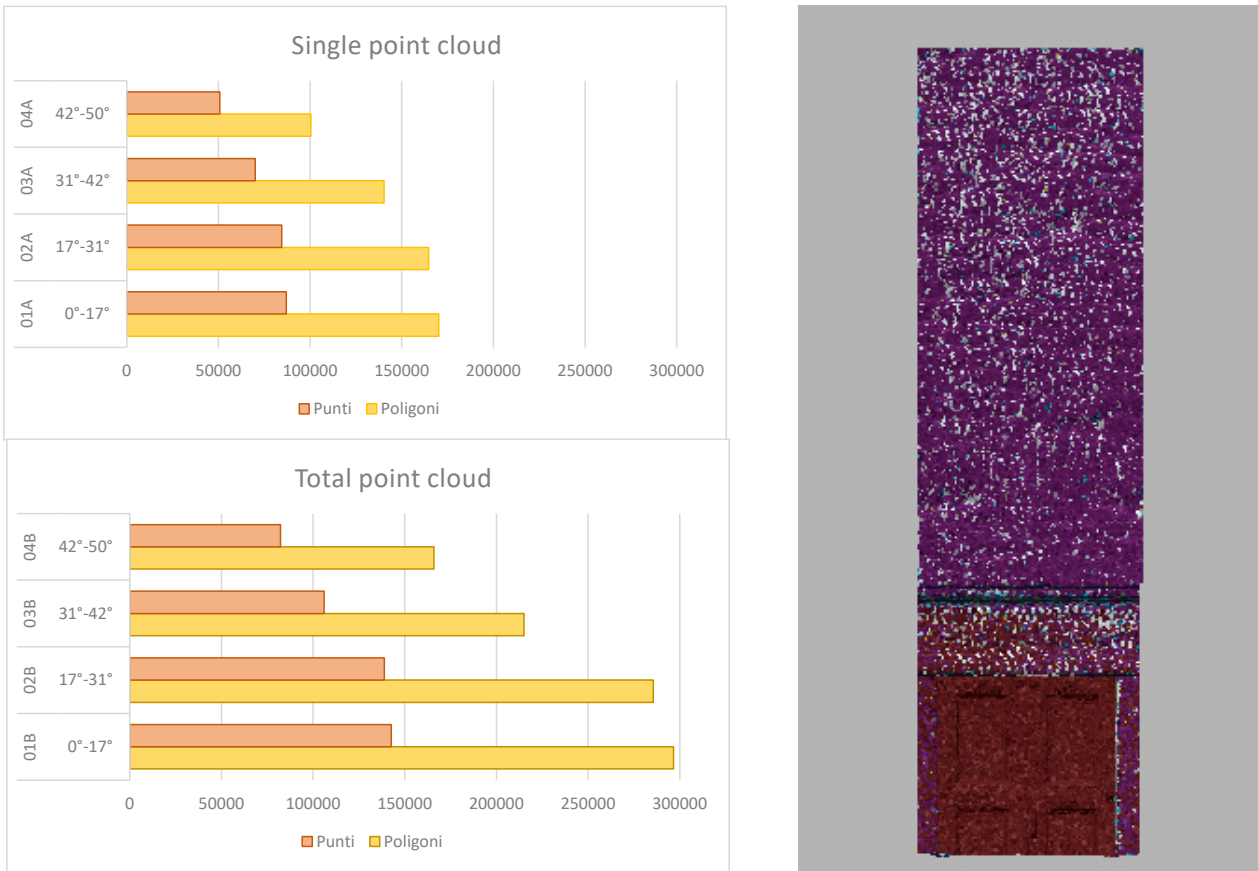 Single point cloud
04A 42°-50°
03A 31°-42°
02A 17°-31°
01A 0°-17°
0 50000 100000 150000 200000 250000 300000
Punti Poligoni
Total point cloud
04B 42°-50°
03B 31°-42°
02B 17°-31°
01B 0°-17°
0 50000 100000 150000 200000 250000 300000
Punti Poligoni